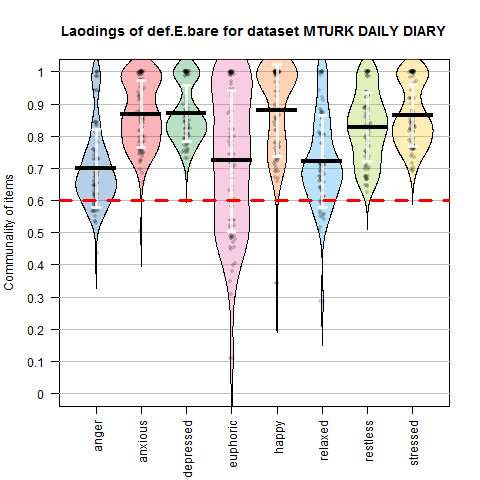 Laodings of def.E.bare for dataset MTURK DAILY DIARY
Communality of items
1
0.9
0.8
0.7
0.6
0.5
0.4
0.3
0.2
0.1
0
anger
anxious
depressed
euphoric
happy
relaxed
restless
stressed